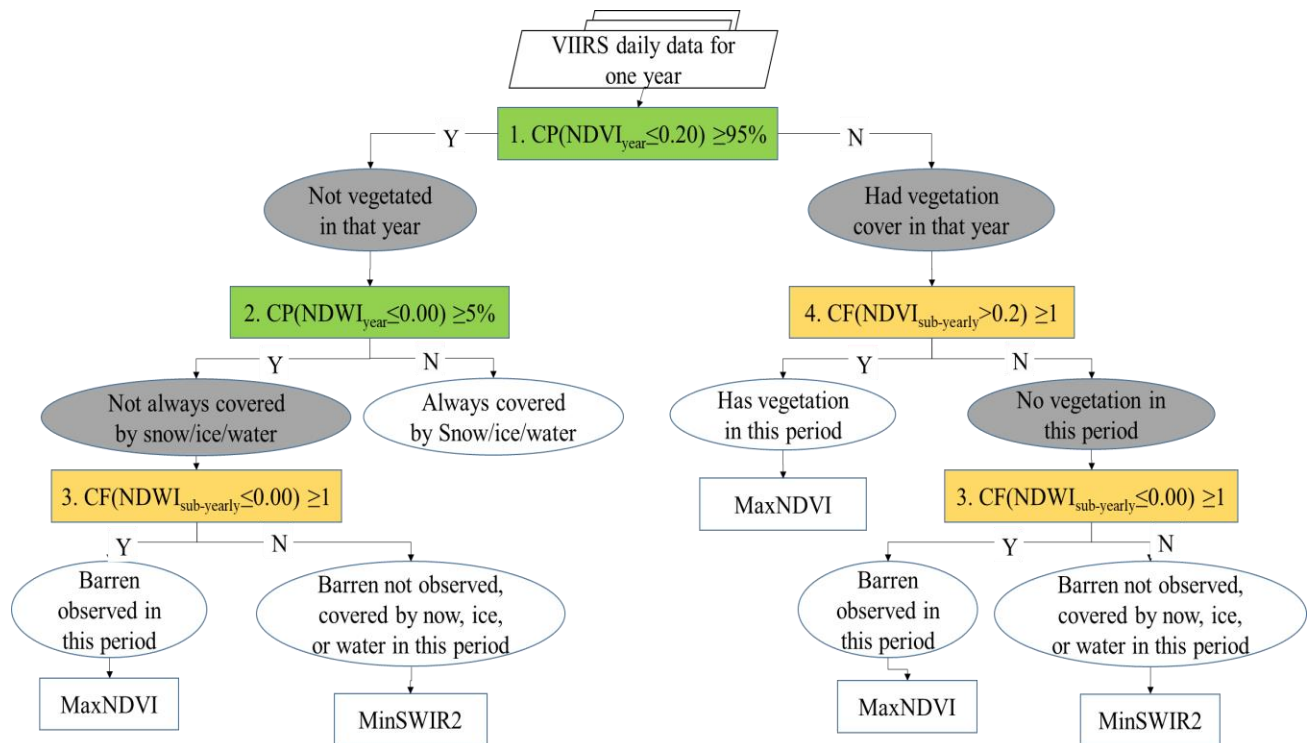 VIIRS daily data for
one year
Y
1. CP(NDVIyear≤0.20) ≥95%
N
Not vegetated
in that year
Had vegetation
cover in that year
2. CP(NDWIyear≤0.00) ≥5%
4. CF(NDVIsub-yearly>0.2) ≥1
Y
N
Y
N
Not always covered
by snow/ice/water
Always covered
by Snow/ice/water
Has vegetation
in this period
No vegetation in
this period
3. CF(NDWIsub-yearly≤0.00) ≥1
MaxNDVI
3. CF(NDWIsub-yearly≤0.00) ≥1
Y
N
Y
N
Barren
observed in
this period
Barren not observed,
covered by now, ice,
or water in this period
Barren
observed in
this period
Barren not observed,
covered by now, ice,
or water in this period
MaxNDVI
MinSWIR2
MaxNDVI
MinSWIR2